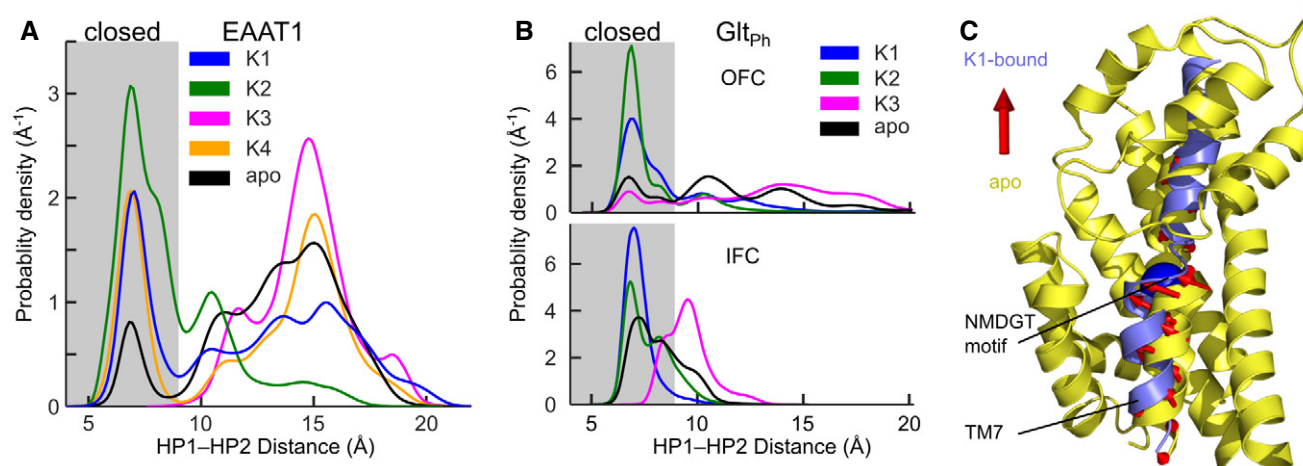 A
closed
EAAT1
K1
K2
K3
K4
apo
Probablity density (Å-1)
3
2
1
0
5
10
15
20
HP1–HP2 Distance (Å)
B
closed
GltPh
OFC
K1
K2
K3
apo
Probablity density (Å-1)
6
4
2
0
IFC
6
4
2
0
5
10
15
20
HP1–HP2 Distance (Å)
C
K1-bound
apo
NMDGT
motif
TM7